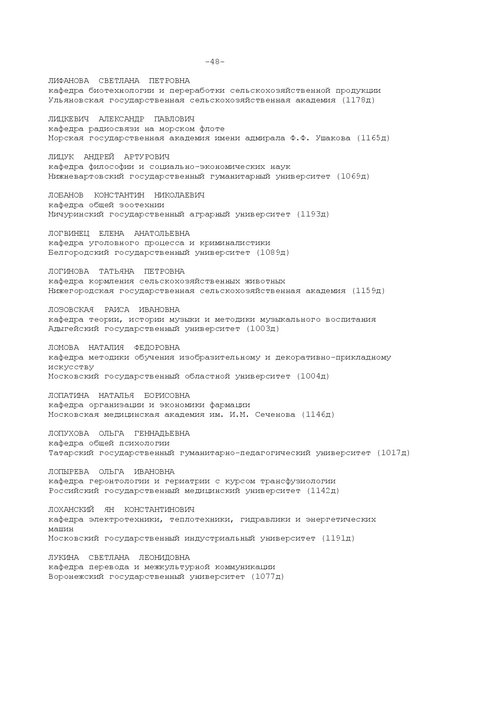 -48-
ЛИФАНОВА СВЕТЛАНА ПЕТРОВНА
кафедра биотехнологии и переработки сельскохозяйственной продукции
Ульяновская государственная сельскохозяйственная академия (1178д)
ЛИЦКЕВИЧ АЛЕКСАНДР ПАВЛОВИЧ
кафедра радиосвязи на морском флоте
Морская государственная академия имени адмирала Ф.Ф. Ушакова (1165д)
ЛИЦУК АНДРЕЙ АРТУРОВИЧ
кафедра философии и социально-экономических наук
Нижневартовский государственный гуманитарный университет (1069д)
ЛОБАНОВ КОНСТАНТИН НИКОЛАЕВИЧ
кафедра общей зоотехнии
Мичуринский государственный аграрный университет (1193д)
ЛОГВИНЕЦ ЕЛЕНА АНАТОЛЬЕВНА
кафедра уголовного процесса и криминалистики
Белгородский государственный университет (1089д)
ЛОГИНОВА ТАТЬЯНА ПЕТРОВНА
кафедра кормления сельскохозяйственных животных
Нижегородская государственная сельскохозяйственная академия (1159д)
ЛОЗОВСКАЯ РАИСА ИВАНОВНА
кафедра теории, истории музыки и методики музыкального воспитания
Адыгейский государственный университет (1003д)
ЛОМОВА НАТАЛИЯ ФЕДОРОВНА
кафедра методики обучения изобразительному и декоративно-прикладному
искусству
Московский государственный областной университет (1004д)
ЛОПАТИНА НАТАЛЬЯ БОРИСОВНА
кафедра организации и экономики фармации
Московская медицинская академия им. И.М. Сеченова (1146д)
ЛОПУХОВА ОЛЬГА ГЕННАДЬЕВНА
кафедра общей психологии
Татарский государственный гуманитарно-педагогический университет (1017д)
ЛОПЫРЕВА ОЛЬГА ИВАНОВНА
кафедра геронтологии и гериатрии с курсом трансфузиологии
Российский государственный медицинский университет (1142д)
ЛОХАНСКИЙ ЯН КОНСТАНТИНОВИЧ
кафедра электротехники, теплотехники, гидравлики и энергетических
машин
Московский государственный индустриальный университет (1191д)
ЛУКИНА СВЕТЛАНА ЛЕОНИДОВНА
кафедра перевода и межкультурной коммуникации
Воронежский государственный университет (1077д)